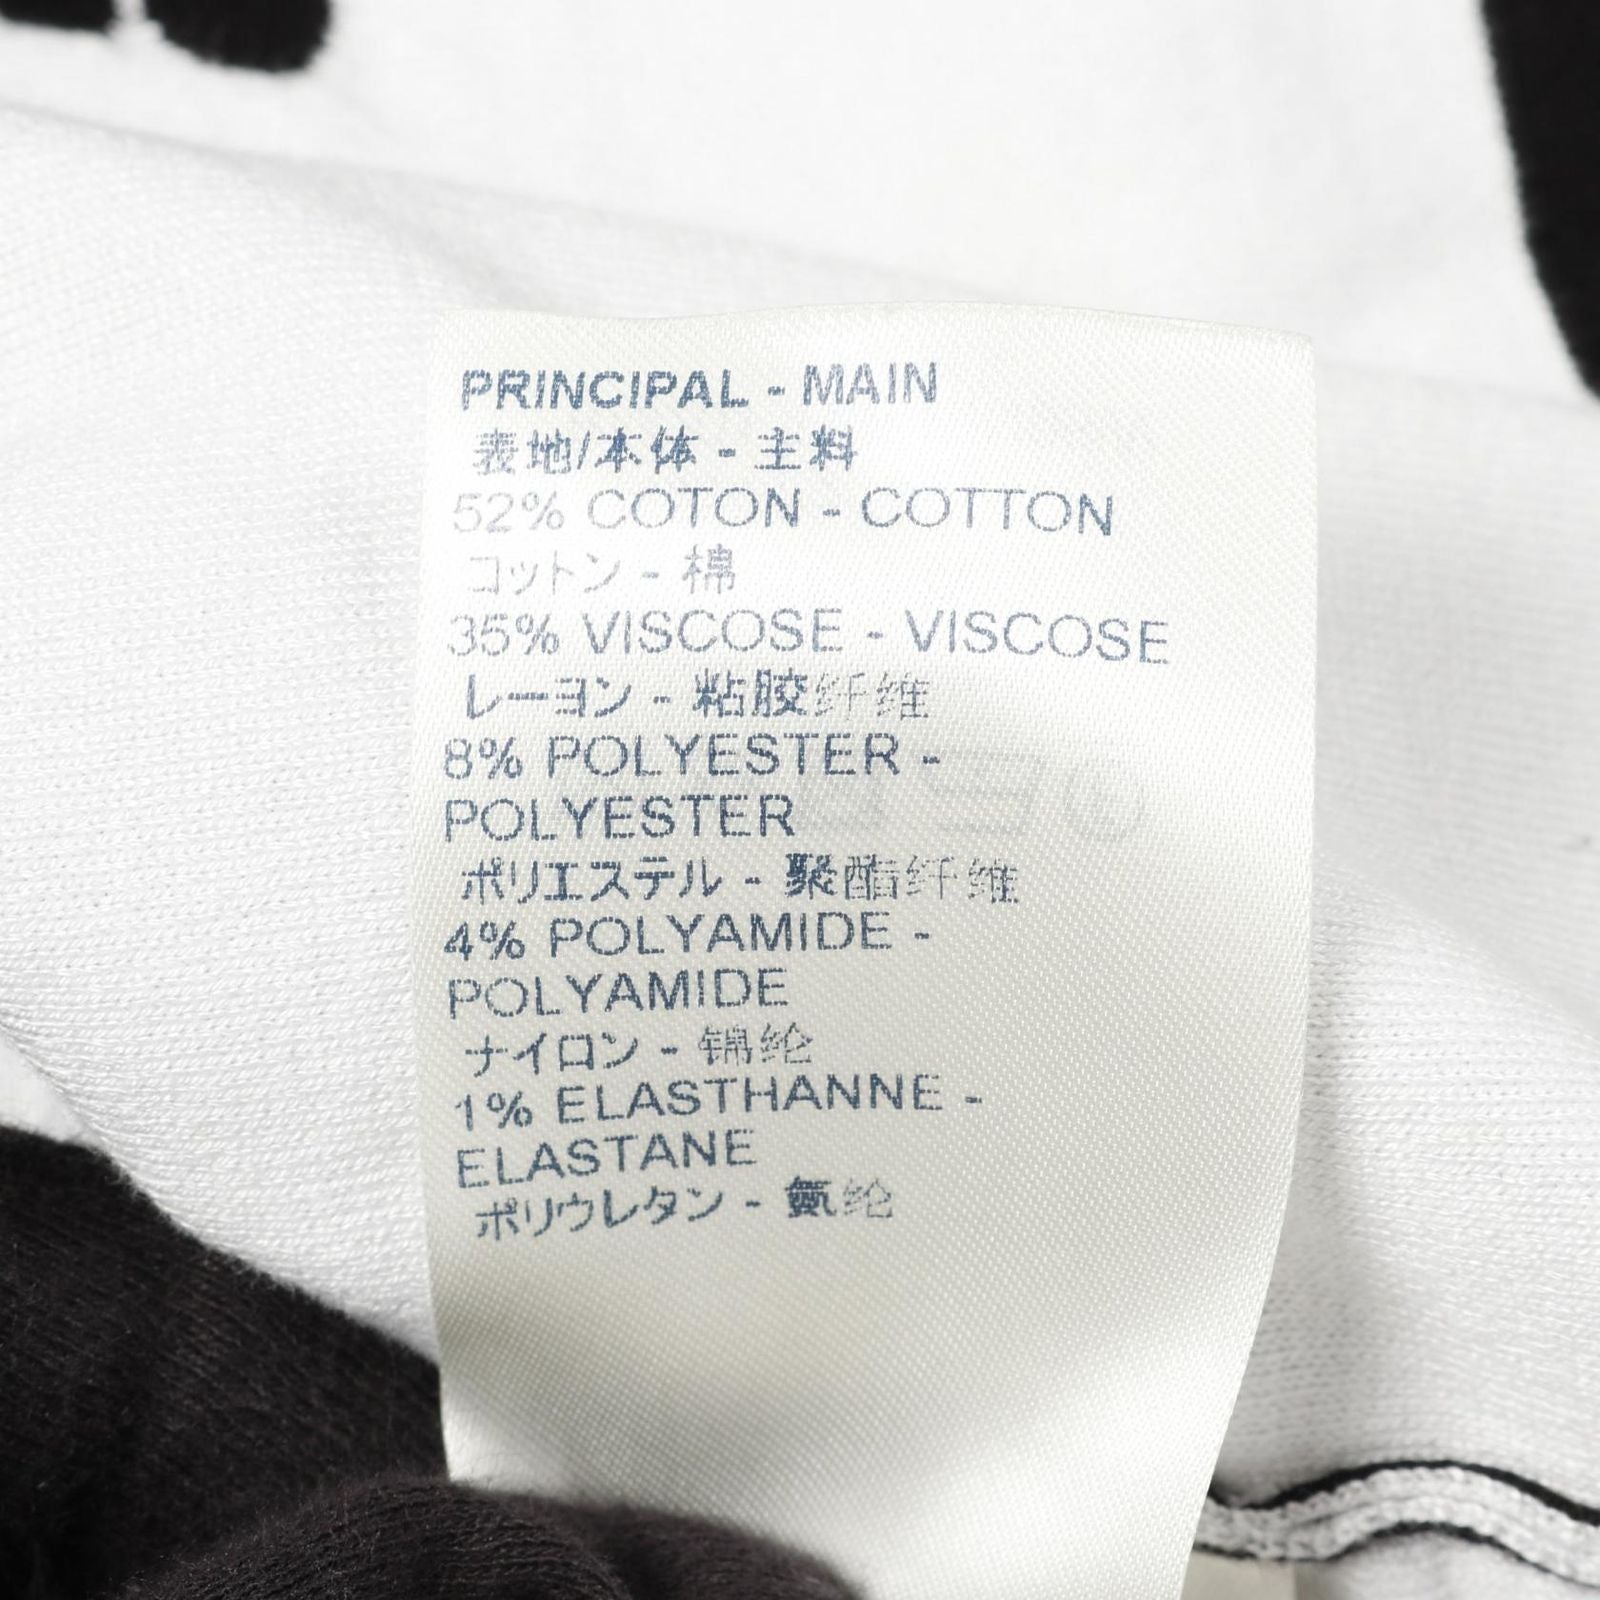 PRINCIPAL - MAIN
表地/本体 - 主料
52% COTON - COTTON
コットン - 棉
35% VISCOSE - VISCOSE
レーヨン - 粘胶纤维
8% POLYESTER -
POLYESTER
ポリエステル - 聚酯纤维
4% POLYAMIDE -
POLYAMIDE
ナイロン - 锦纶
1% ELASTHANNE -
ELASTANE
ポリウレタン - 氨纶